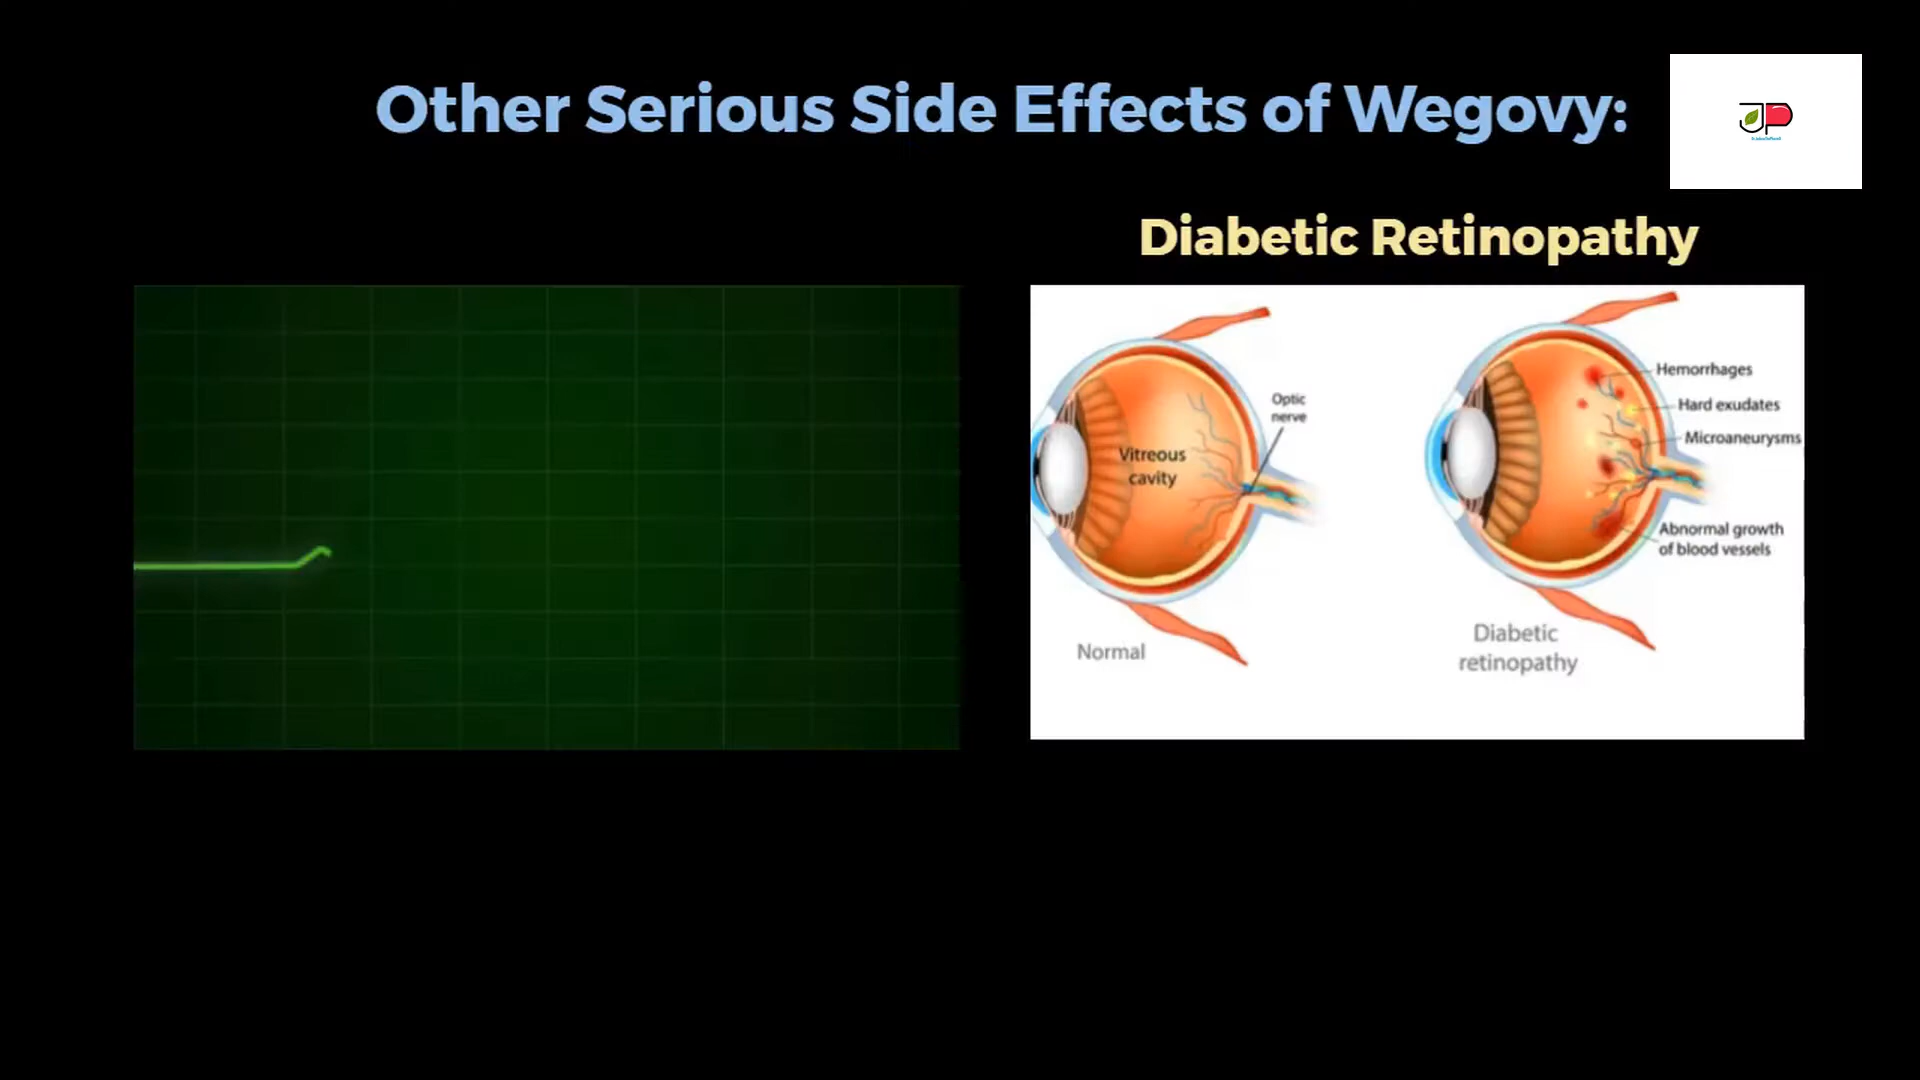 Other Serious Side Effects of Wegovy:
JP
Diabetic Retinopathy
Optic
nerve
Vitreous
cavity
Normal
Hemorrhages
Hard exudates
Microaneurysms
Abnormal growth
of blood vessels
Diabetic
retinopathy